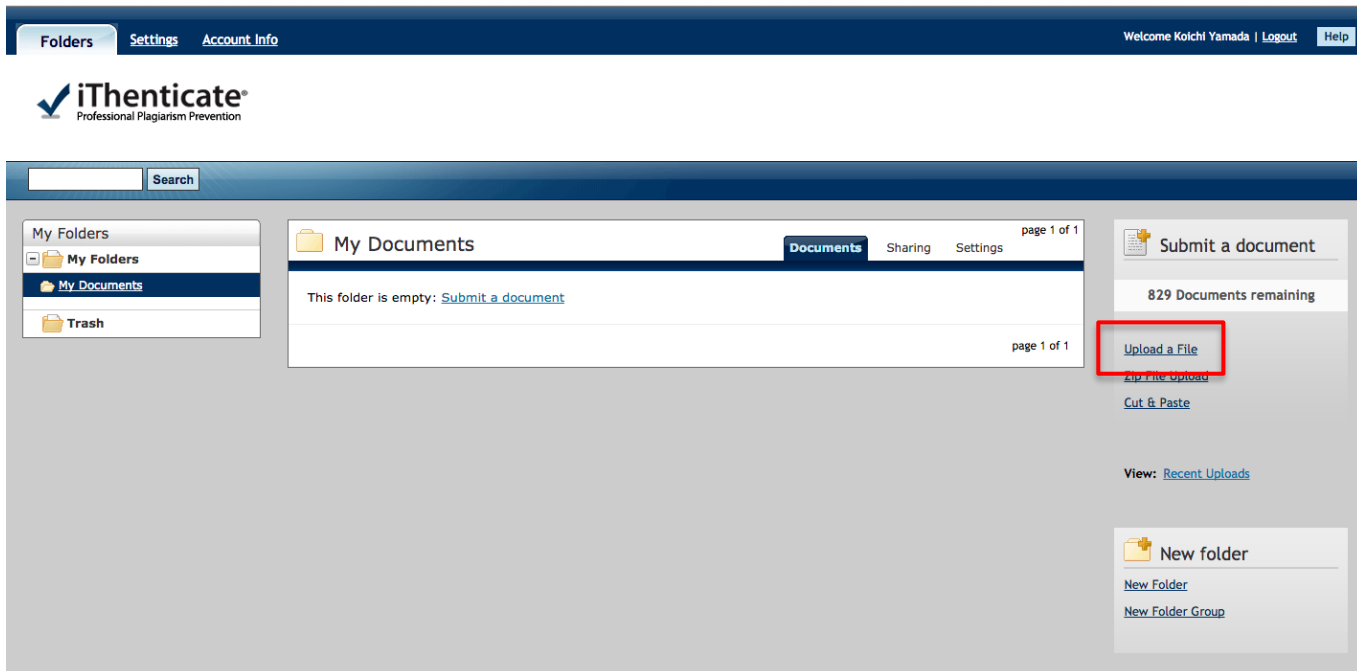 Folders Settings Account Info Welcome Koichi Yamada | Logout Help
iThenticate®
Professional Plagiarism Prevention
Search
My Folders
My Folders
My Documents
Trash
My Documents
Documents Sharing Settings
page 1 of 1
This folder is empty: Submit a document
page 1 of 1
Submit a document
829 Documents remaining
Upload a File
Zip File Upload
Cut & Paste
View: Recent Uploads
New folder
New Folder
New Folder Group